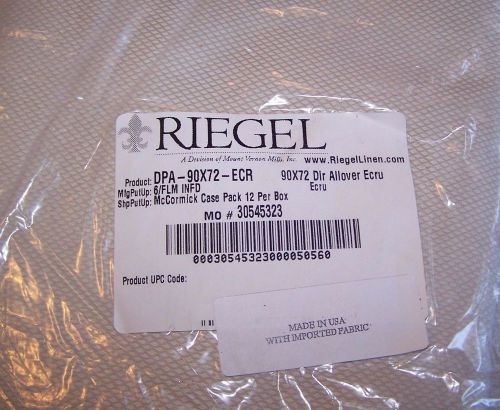 RIEGEL
A Division of Mount Vernon Mills, Inc. www.RiegelLinen.com
Product: DPA-90X72-ECR 90X72 Dir Allover Ecru
MfgPutUp: 6/FLM INFD Ecru
ShpPutUp: McCormick Case Pack 12 Per Box
MO # 30545323
00030545323000050560
Product UPC Code:
MADE IN USA
WITH IMPORTED FABRIC